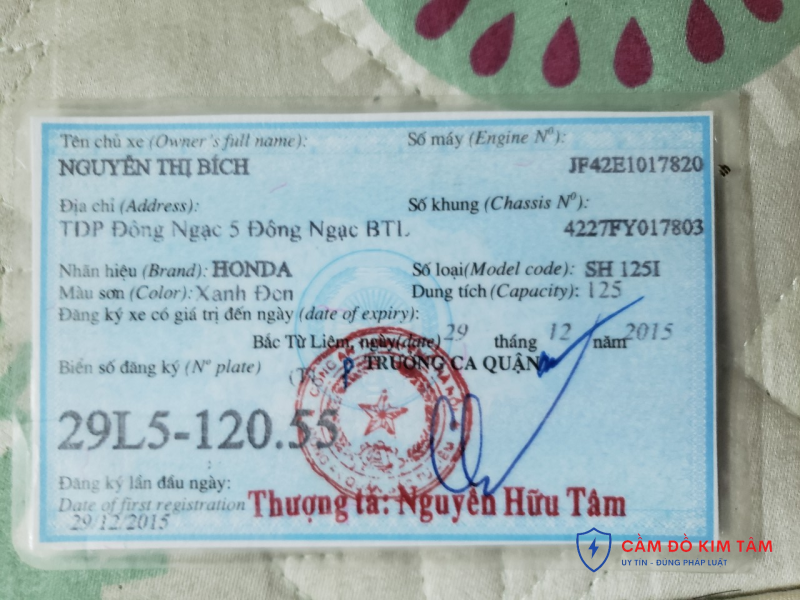 Tên chủ xe (Owner's full name):
NGUYỄN THỊ BÍCH
Số máy (Engine Nº):
JF42E1017820
Địa chỉ (Address):
TDP Đông Ngạc 5 Đông Ngạc BTL
Số khung (Chassis Nº):
4227FY017803
Nhãn hiệu (Brand): HONDA
Số loại(Model code): SH 125I
Màu sơn (Color): Xanh Đen
Dung tích (Capacity): 125
Đăng ký xe có giá trị đến ngày (date of expiry):
Bắc Từ Liêm, ngày(date) 29 tháng 12 năm 2015
Biển số đăng ký (Nº plate)
TRƯỞNG CA QUẬN
29L5-120.55
CÔNG AN
Đăng ký lần đầu ngày:
Date of first registration
29/12/2015
Thượng tá: Nguyễn Hữu Tâm
CẦM ĐỒ KIM TÂM
UY TÍN - ĐÚNG PHÁP LUẬT